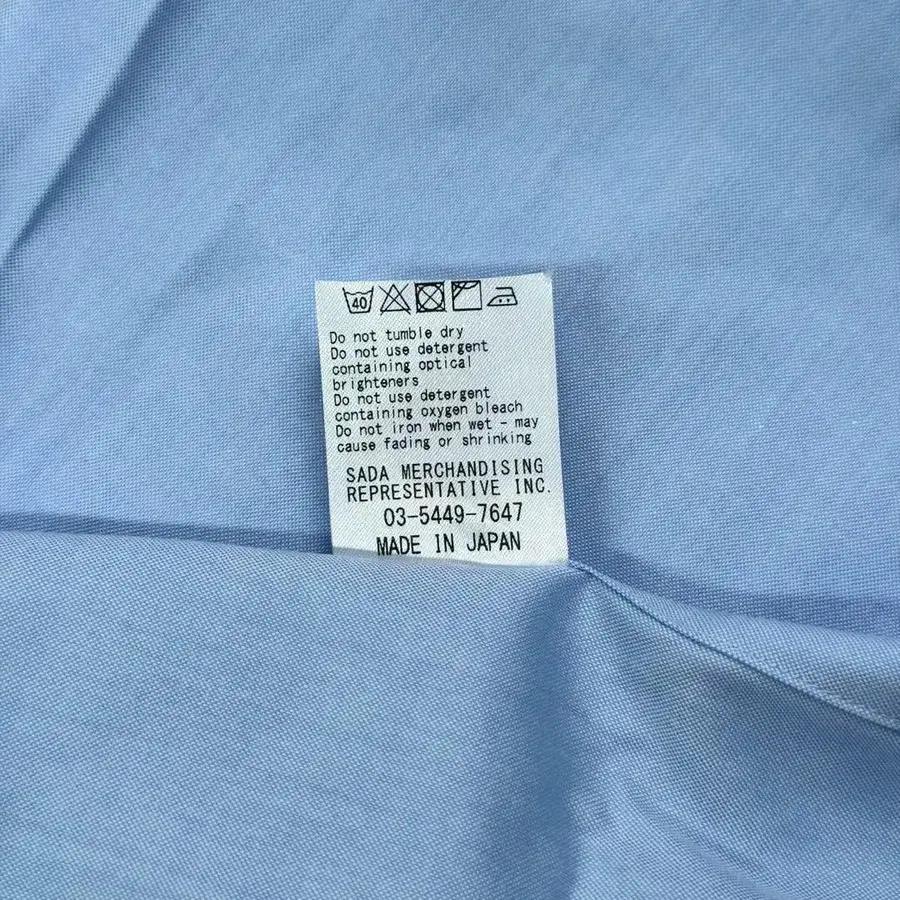 40
Do not tumble dry
Do not use detergent
containing optical
brighteners
Do not use detergent
containing oxygen bleach
Do not iron when wet - may
cause fading or shrinking
SADA MERCHANDISING
REPRESENTATIVE INC.
03-5449-7647
MADE IN JAPAN